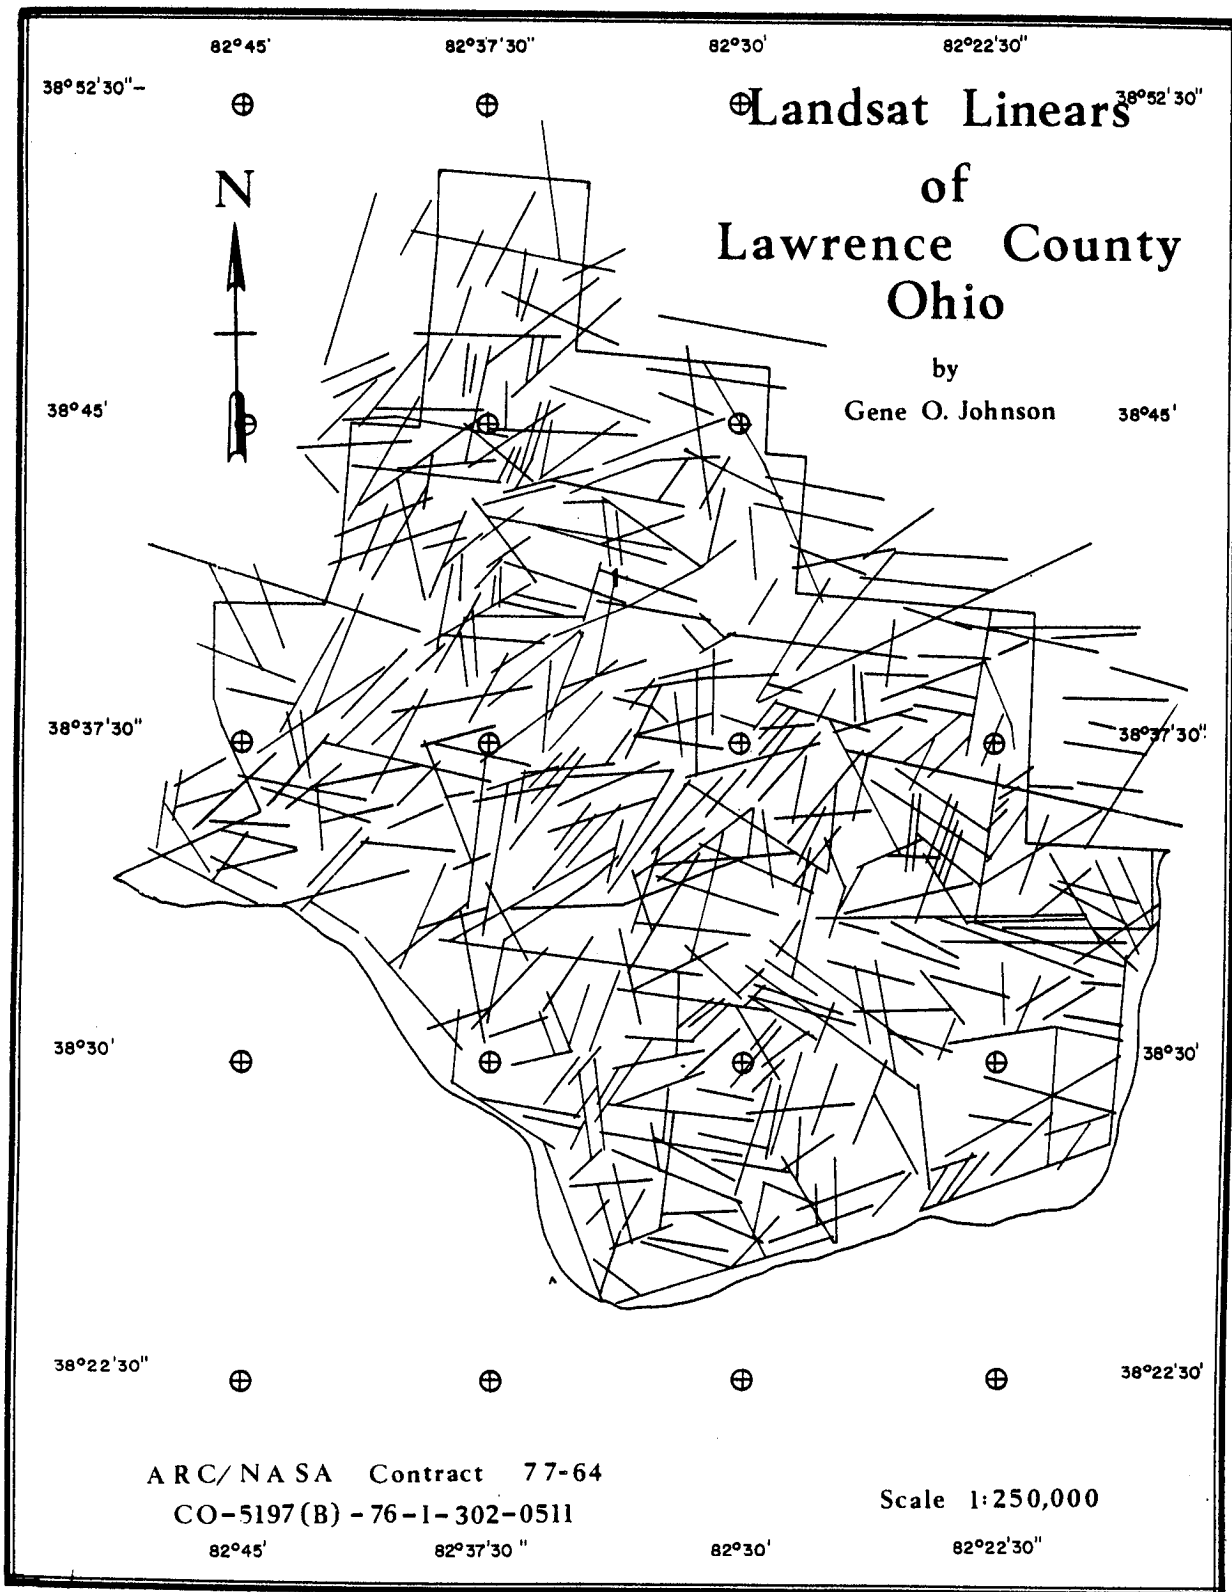 82°45' 82°37'30" 82°30' 82°22'30"
38°52'30"- 38°52'30"
Landsat Linears
of
Lawrence County
Ohio
by
Gene O. Johnson
N
38°45' 38°45'
1
38°37'30" 38°37'30"
38°30' 38°30'
38°22'30" 38°22'30'
ARC/NASA Contract 77-64
CO-5197(B)-76-I-302-0511
Scale 1:250,000
82°45' 82°37'30" 82°30' 82°22'30"